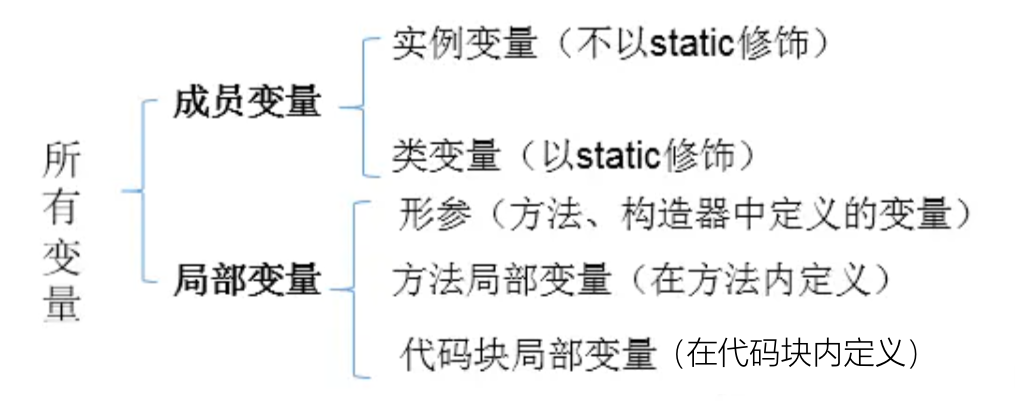 所有变量
成员变量
实例变量（不以static修饰）
类变量（以static修饰）
局部变量
形参（方法、构造器中定义的变量）
方法局部变量（在方法内定义）
代码块局部变量（在代码块内定义）